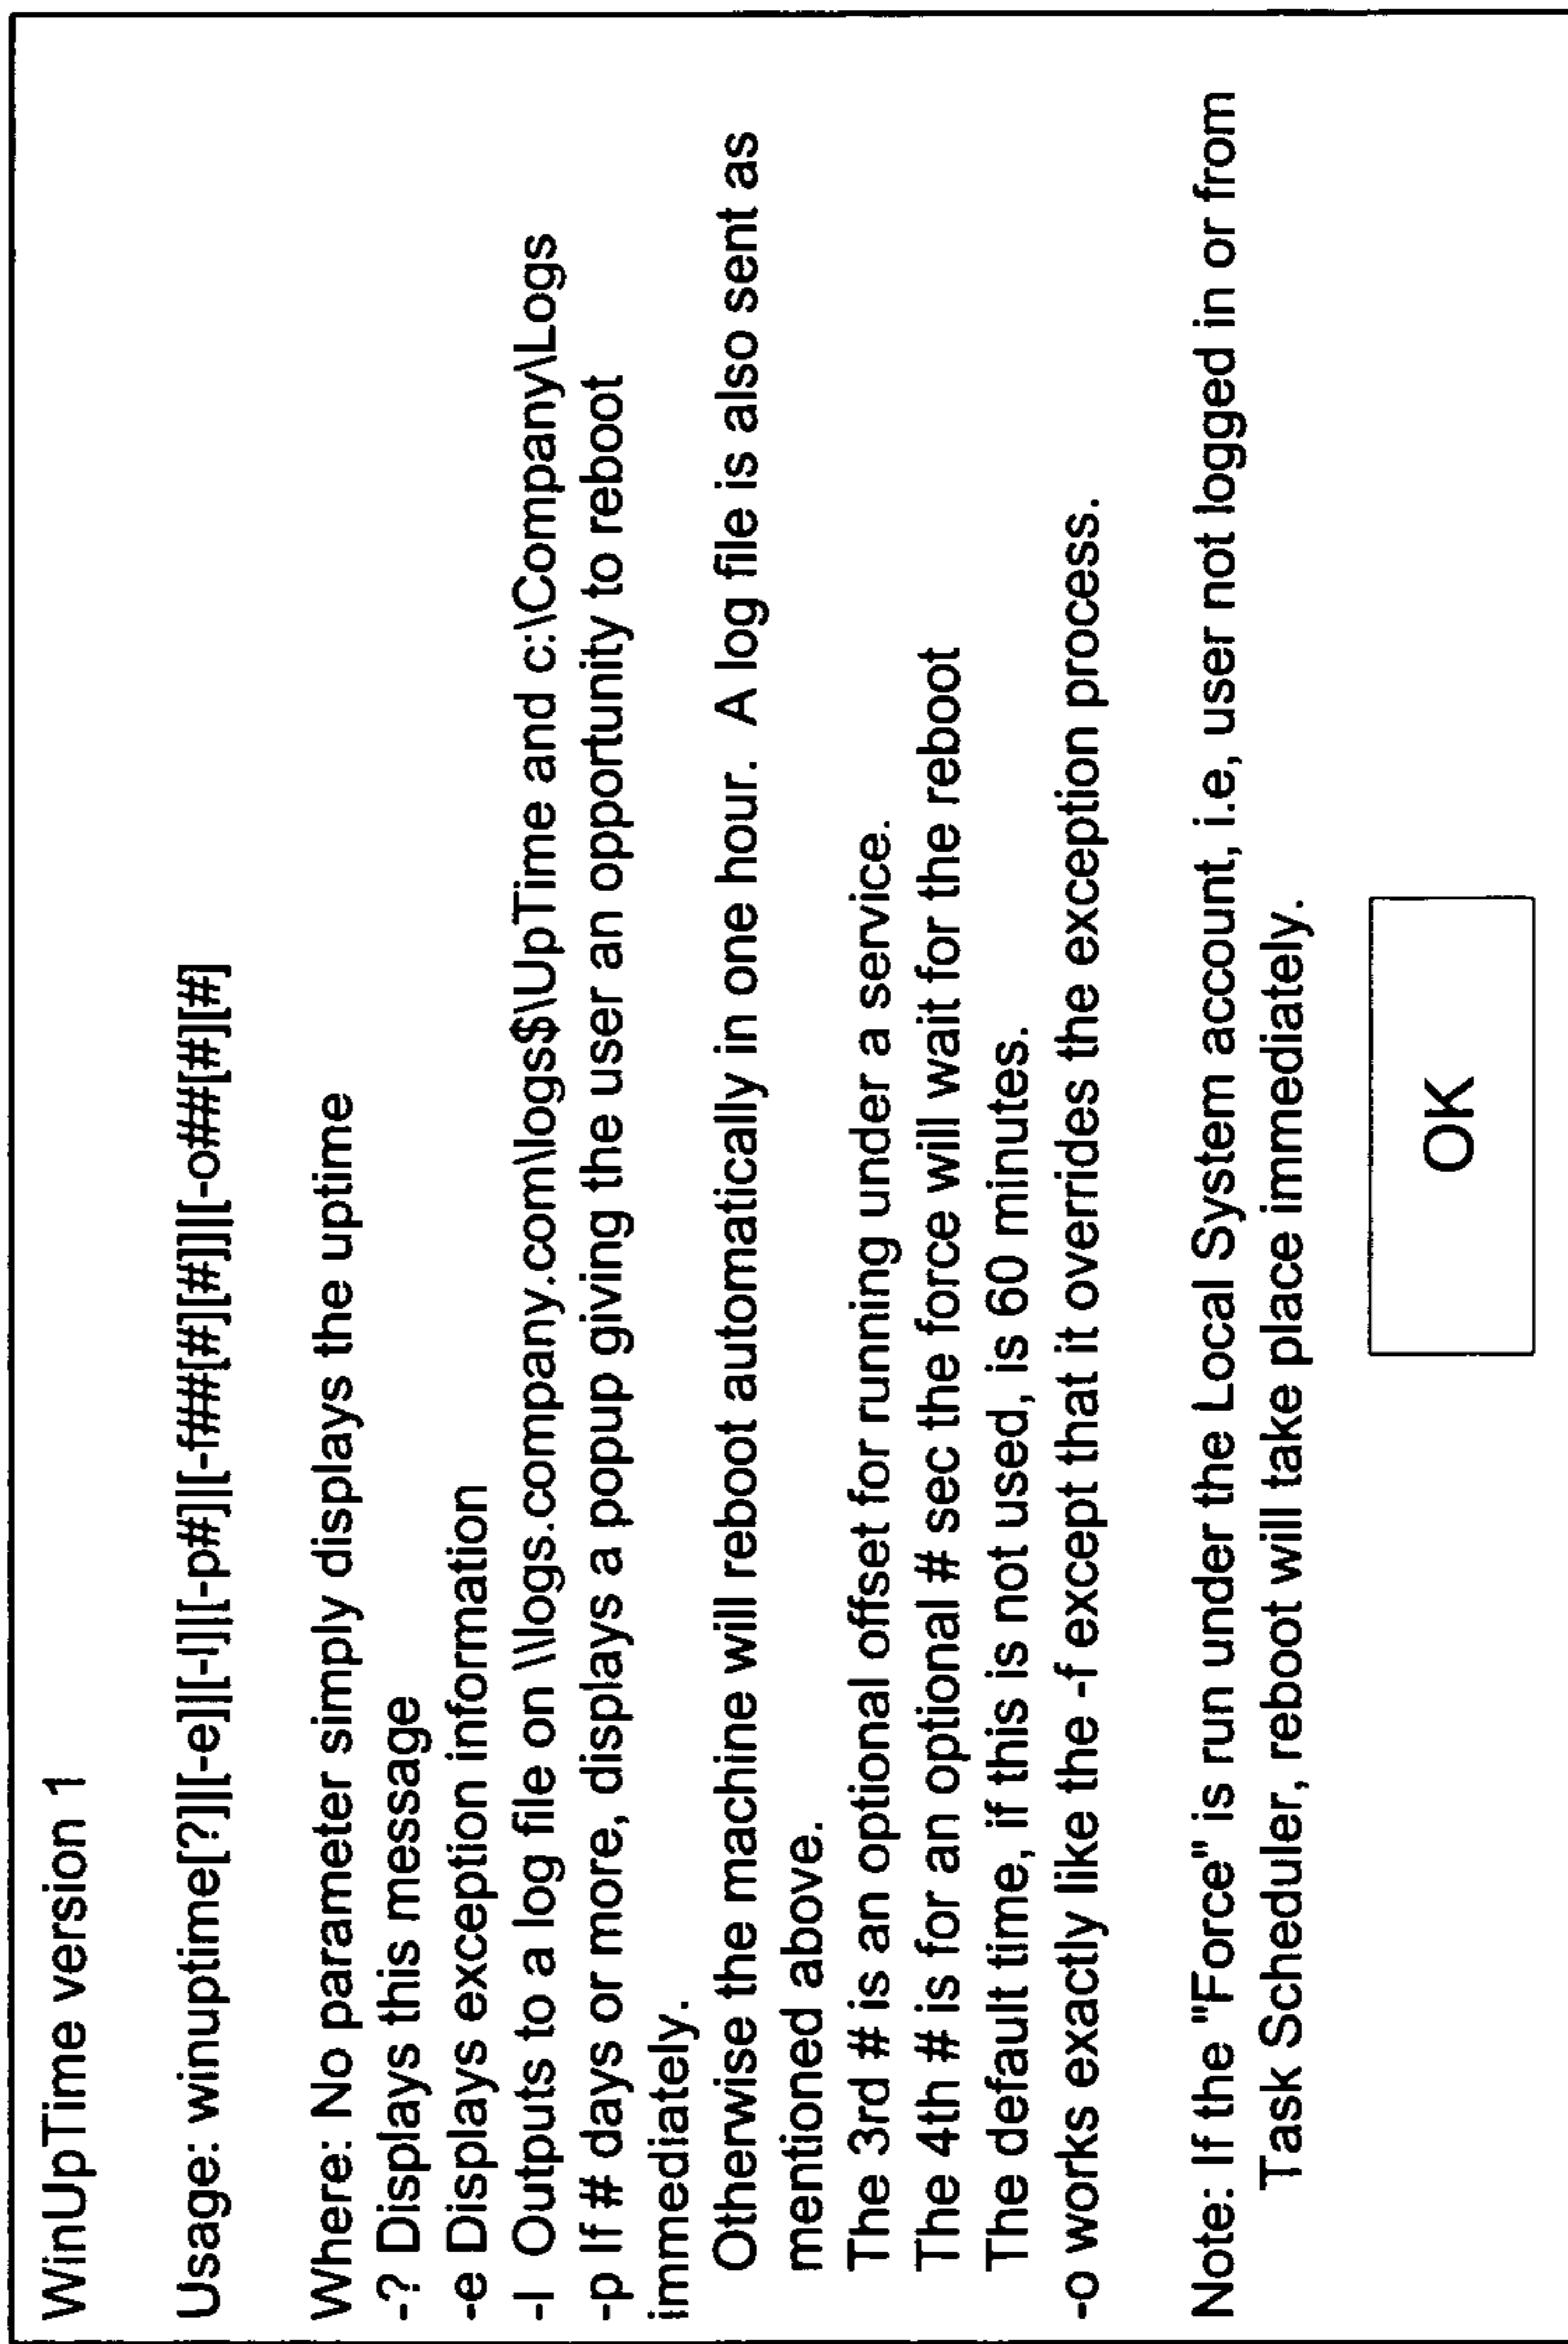 WinUpTime version 1
Usage: winuptime[?]|[-e]|[-l]|[-p#]|[-f##[#][#]]|[-o##[#][#]
Where: No parameter simply displays the uptime
-? Displays this message
-e Displays exception information
-l Outputs to a log file on \\logs.company.com\logs$\UpTime and c:\Company\Logs
-p If # days or more, displays a popup giving the user an opportunity to reboot
immediately.
Otherwise the machine will reboot automatically in one hour. A log file is also sent as
mentioned above.
The 3rd # is an optional offset for running under a service.
The 4th # is for an optional # sec the force will wait for the reboot
The default time, if this is not used, is 60 minutes.
-o works exactly like the -f except that it overrides the exception process.
Note: If the "Force" is run under the Local System account, i.e, user not logged in or from
Task Scheduler, reboot will take place immediately.
OK